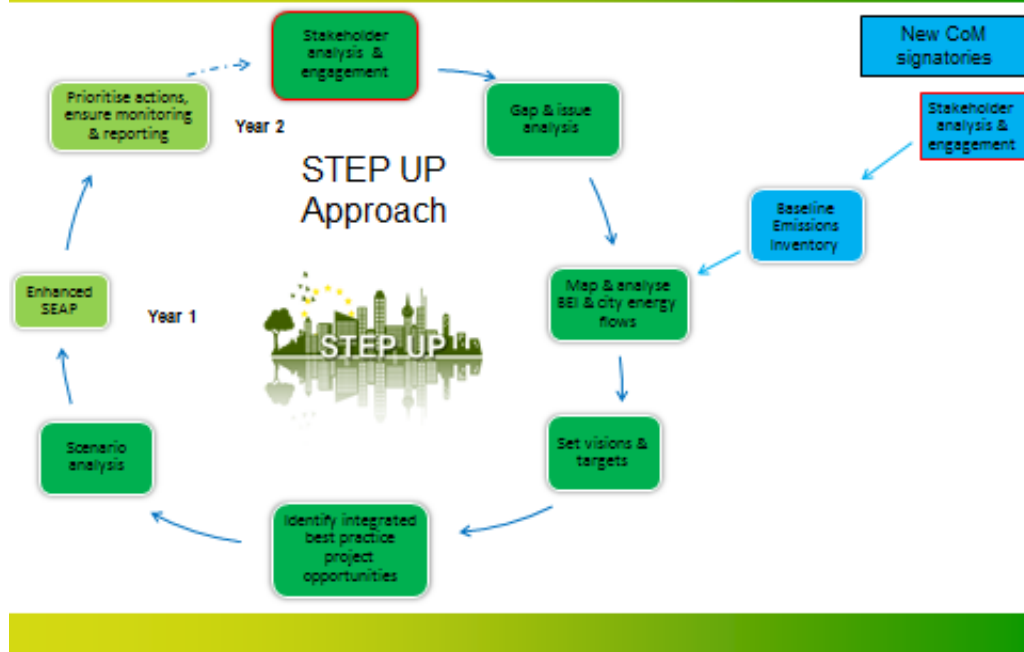 Stakeholder
analysis &
engagement
New CoM
signatories
Prioritise actions,
ensure monitoring
& reporting
Year 2
Gap & issue
analysis
Stakeholder
analysis &
engagement
STEP UP
Approach
Baseline
Emissions
Inventory
Enhanced
SEAP
Year 1
Map & analyse
BEI & city energy
flows
STEP UP
Scenario
analysis
Set visions &
targets
Identify integrated
best practice
project
opportunities